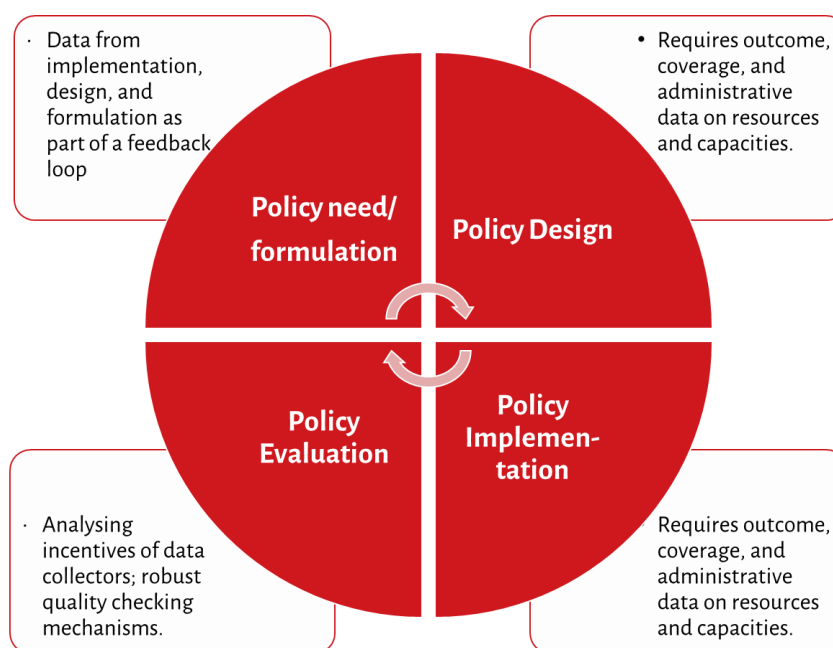 · Data from
implementation,
design, and
formulation as
part of a feedback
loop
• Requires outcome,
coverage, and
administrative
data on resources
and capacities.
Policy need/
formulation
Policy Design
Policy
Evaluation
Policy
Implemen-
tation
· Analysing
incentives of data
collectors; robust
quality checking
mechanisms.
Requires outcome,
coverage, and
administrative
data on resources
and capacities.